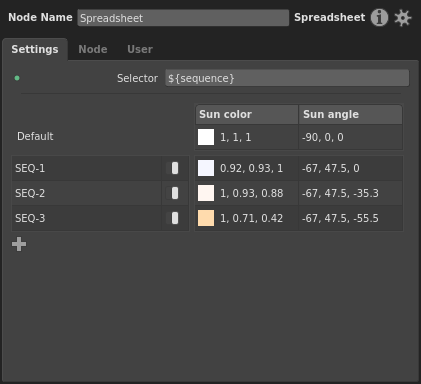 Node Name Spreadsheet Spreadsheet
Settings Node User
Selector ${sequence}
Sun color Sun angle
Default 1, 1, 1 -90, 0, 0
SEQ-1 0.92, 0.93, 1 -67, 47.5, 0
SEQ-2 1, 0.93, 0.88 -67, 47.5, -35.3
SEQ-3 1, 0.71, 0.42 -67, 47.5, -55.5